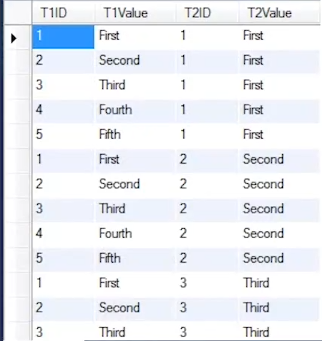 T1ID T1Value T2ID T2Value
1 First 1 First
2 Second 1 First
3 Third 1 First
4 Fourth 1 First
5 Fifth 1 First
1 First 2 Second
2 Second 2 Second
3 Third 2 Second
4 Fourth 2 Second
5 Fifth 2 Second
1 First 3 Third
2 Second 3 Third
3 Third 3 Third